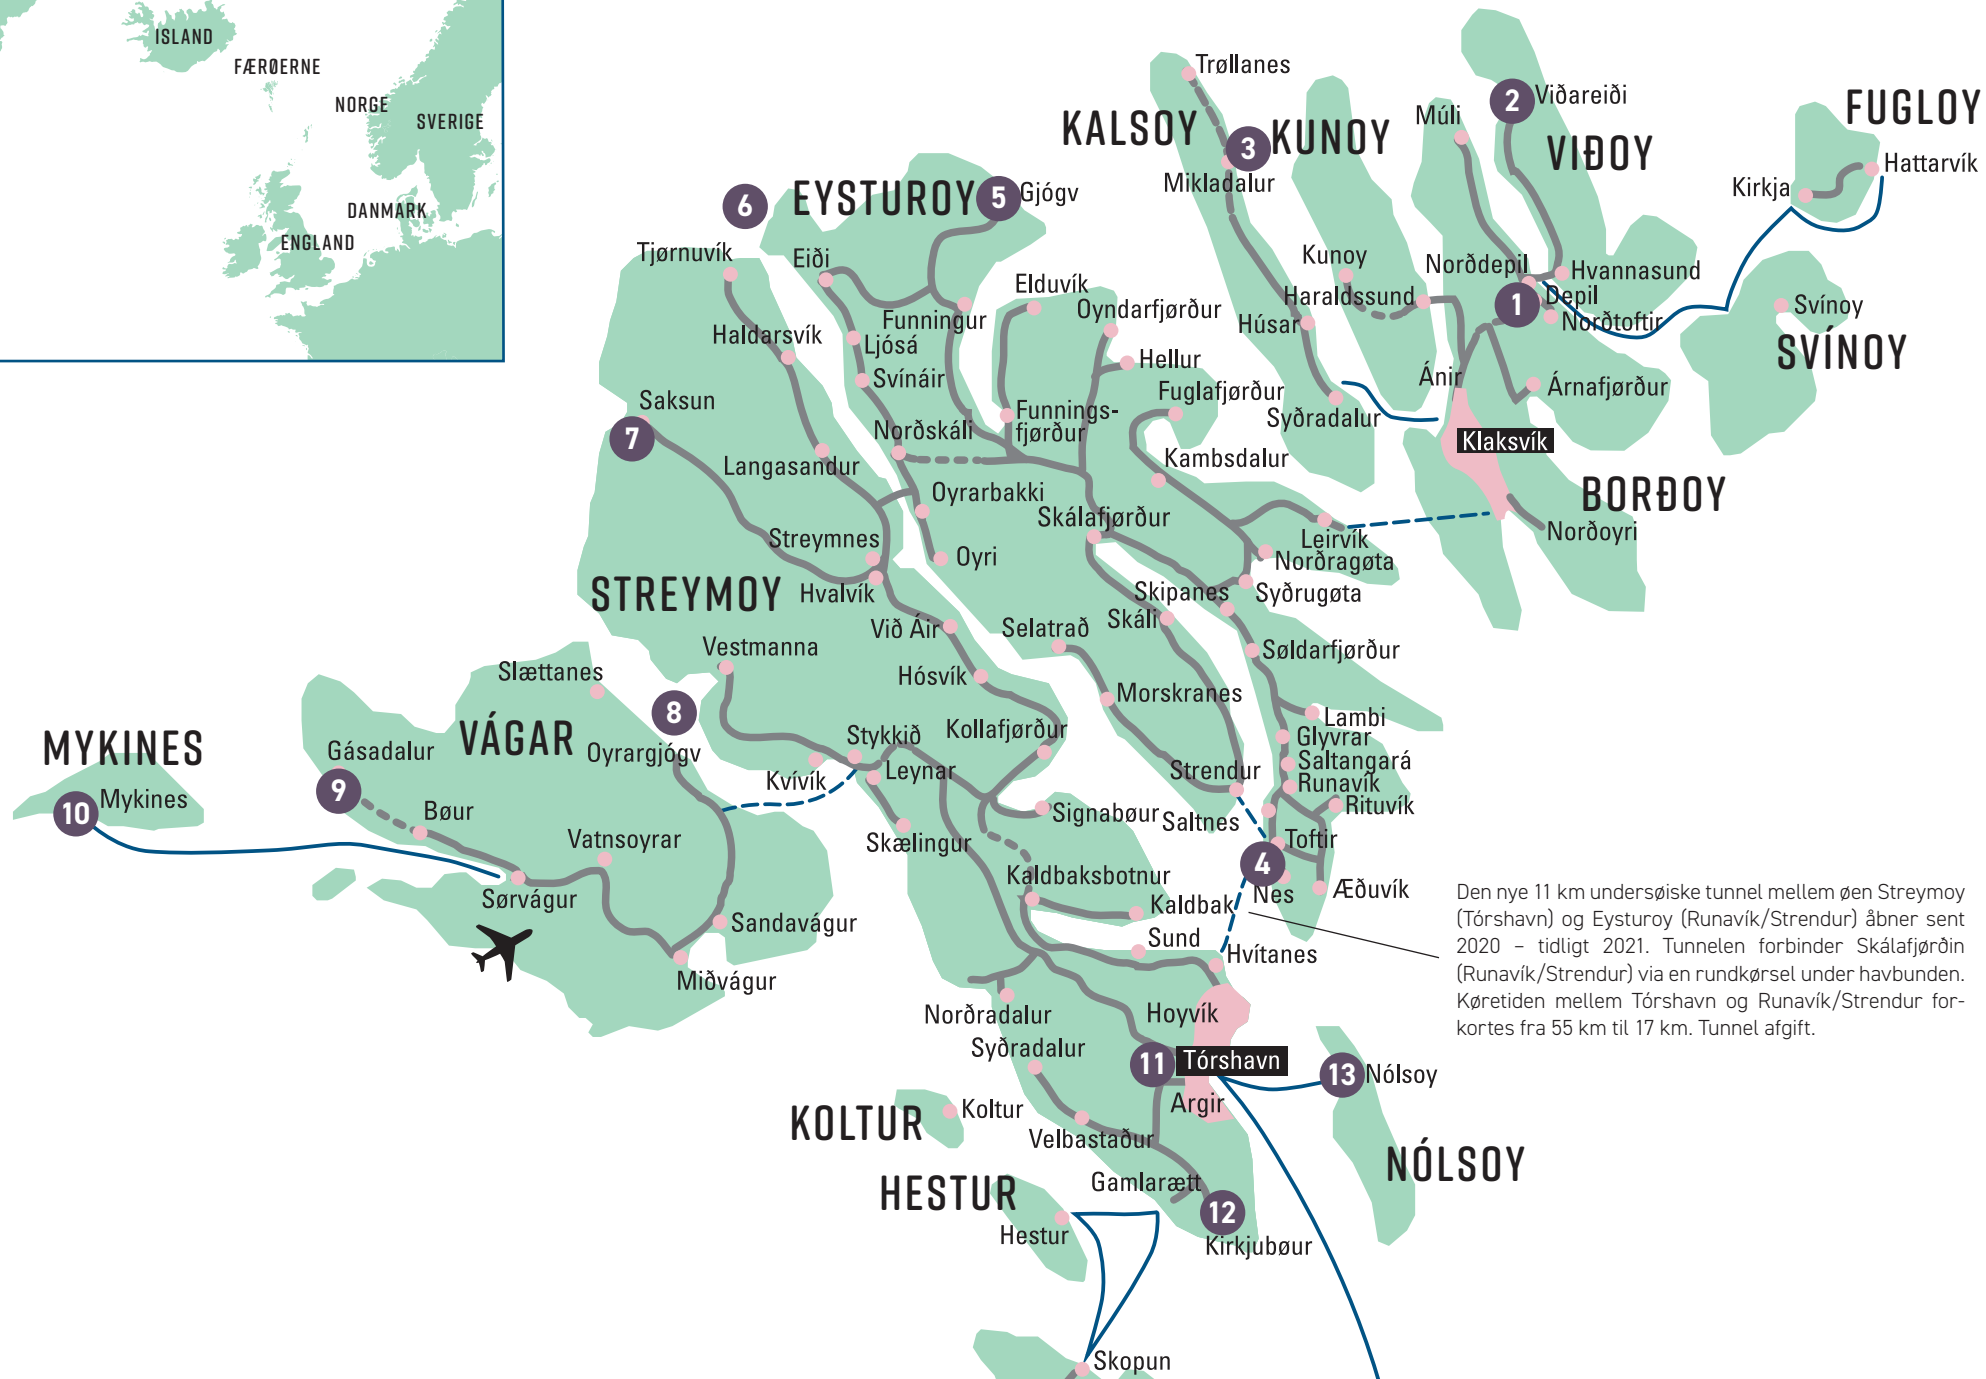 ISLAND
FÆRØERNE
NORGE
SVERIGE
DANMARK
ENGLAND
Trøllanes
KALSOY
3
KUNOY
Mikladalur
2
Viðareiði
Múli
VIÐOY
FUGLOY
Hattarvík
Kirkja
6
EYSTUROY
5
Gjógv
Tjørnuvík
Eiði
Elduvík
Kunoy
Norðdepil
Hvannasund
Haraldssund
Depil
1
Norðtoftir
Svínoy
SVÍNOY
Oyndarfjørður
Funningur
Haldarsvík
Ljósá
Húsar
Hellur
Svínáir
Ánir
Árnafjørður
Fuglafjørður
Saksun
7
Funnings-
fjørður
Syðradalur
Norðskáli
Klaksvík
Langasandur
Kambsdalur
Oyrarbakki
BORÐOY
Skálafjørður
Streymnes
Leirvík
Norðoyri
Oyri
Norðragøta
STREYMOY
Hvalvík
Skipanes
Syðrugøta
Við Áir
Selatrað
Skáli
Vestmanna
Søldarfjørður
Slættanes
Hósvík
Morskranes
8
Lambi
MYKINES
VÁGAR
Kollafjørður
Stykkið
Glyvrar
Gásadalur
Oyrargjógv
Saltangará
Kvívík
Leynar
Strendur
Runavík
9
10
Mykines
Rituvík
Bøur
Signabøur
Saltnes
Vatnsoyrar
Skælingur
Toftir
4
Kaldbaksbotnur
Nes
Æðuvík
Sørvágur
Kaldbak
Sandavágur
Sund
Hvítanes
Miðvágur
Den nye 11 km undersøiske tunnel mellem øen Streymoy
(Tórshavn) og Eysturoy (Runavík/Strendur) åbner sent
2020 – tidligt 2021. Tunnelen forbinder Skálafjørðin
(Runavík/Strendur) via en rundkørsel under havbunden.
Køretiden mellem Tórshavn og Runavík/Strendur for-
kortes fra 55 km til 17 km. Tunnel afgift.
Norðradalur
Hoyvík
Syðradalur
11
Tórshavn
13
Nólsoy
Argir
KOLTUR
Koltur
Velbastaður
NÓLSOY
HESTUR
Gamlarætt
12
Hestur
Kirkjubøur
Skopun